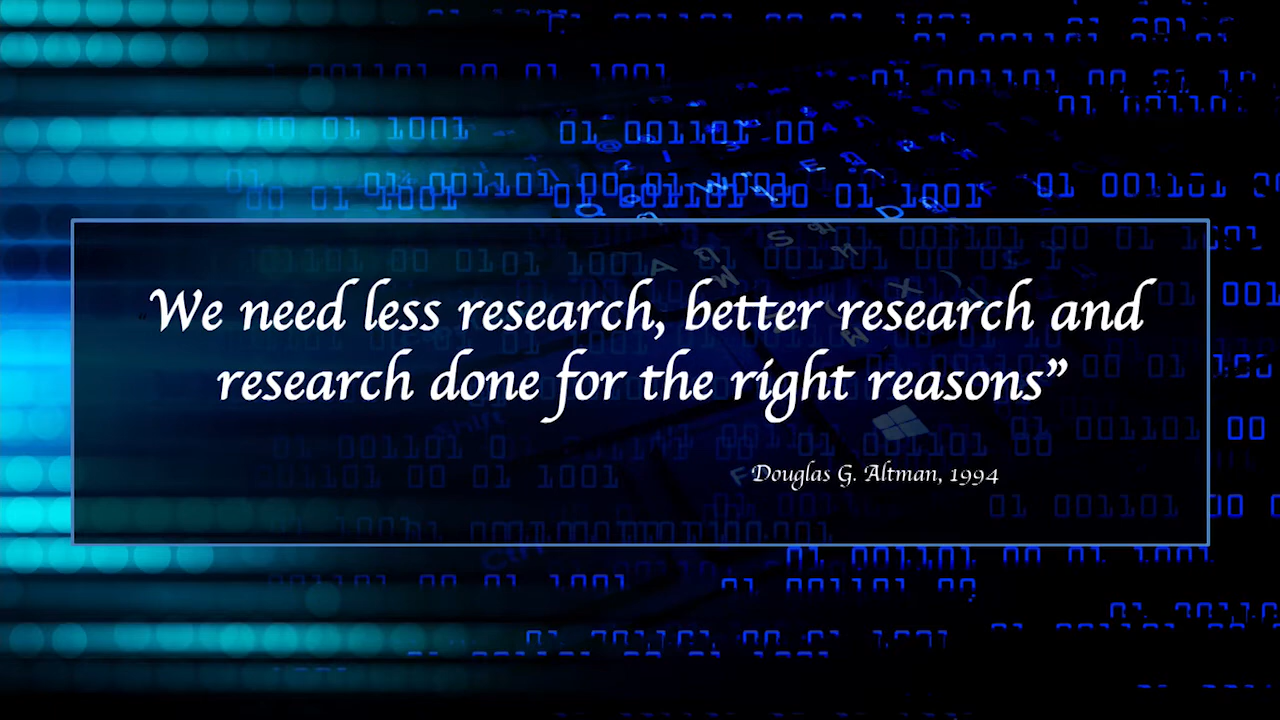 "We need less research, better research and
research done for the right reasons”
Douglas G. Altman, 1994